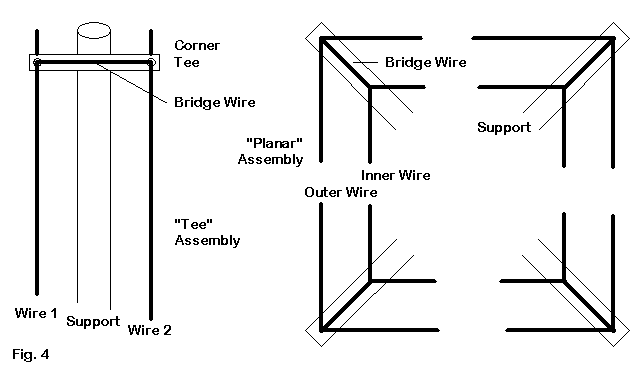 Corner
Tee
Bridge Wire
"Tee"
Assembly
Wire 1
Support
Wire 2
Fig. 4
Bridge Wire
Support
"Planar"
Assembly
Inner Wire
Outer Wire